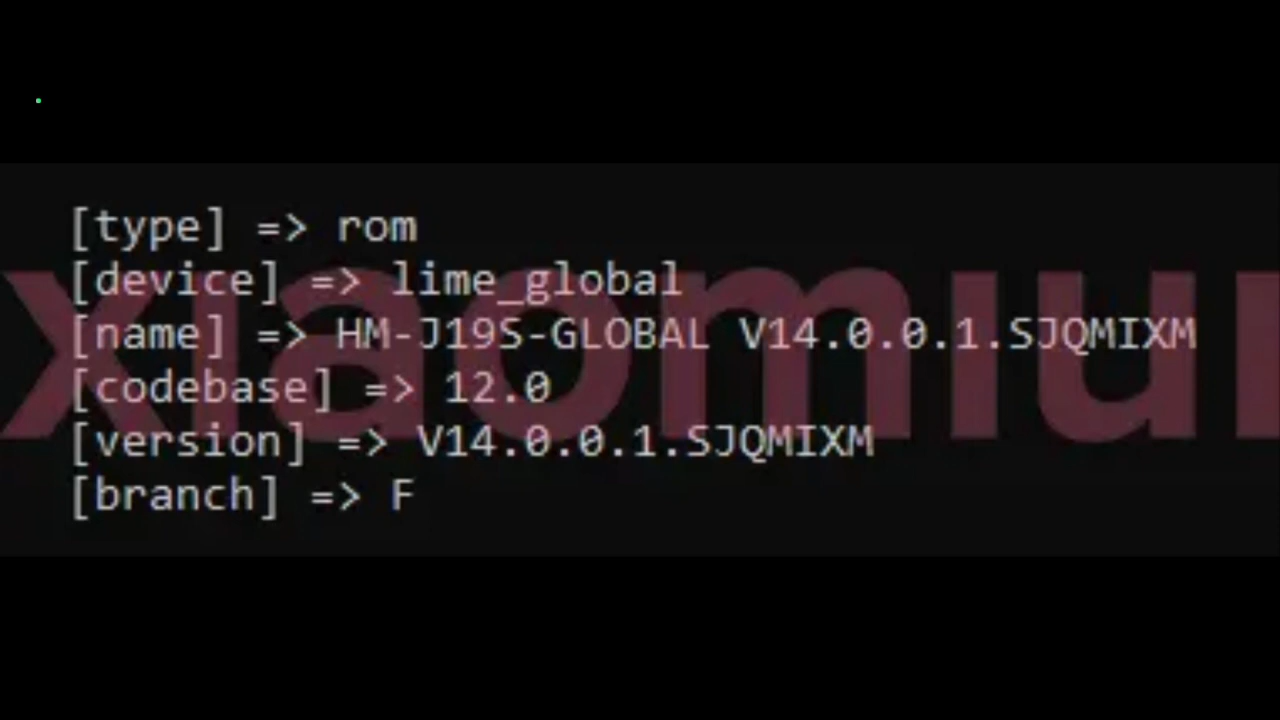 [type] => rom
[device] => lime_global
[name] => HM-J19S-GLOBAL V14.0.0.1.SJQMIXM
[codebase] => 12.0
[version] => V14.0.0.1.SJQMIXM
[branch] => F
xiaomiui